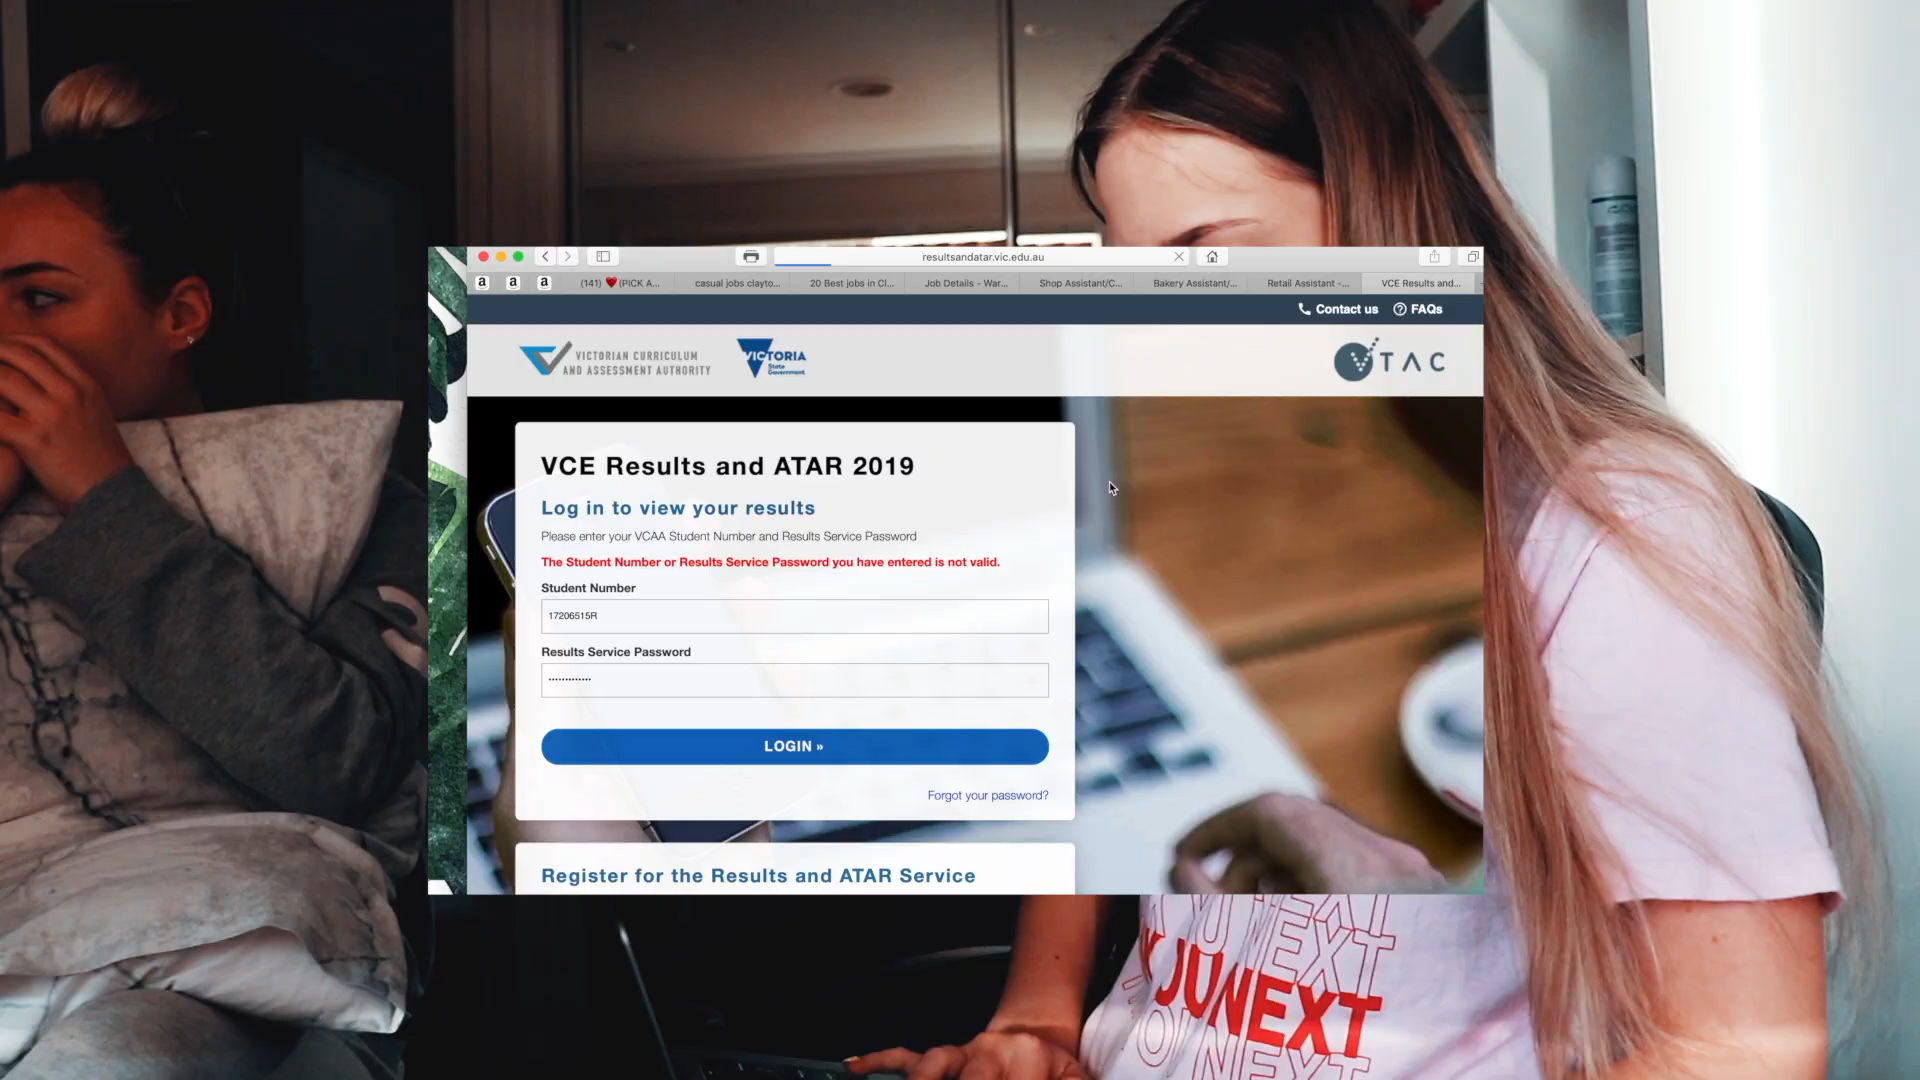 resultsandatar.vic.edu.au
a a a (141) ❤(PICK A... casual jobs clayto... 20 Best jobs in Cl... Job Details - War... Shop Assistant/C... Bakery Assistant/... Retail Assistant -... VCE Results and...
Contact us FAQs
VICTORIAN CURRICULUM
AND ASSESSMENT AUTHORITY
VICTORIA
State
Government
VTAC
VCE Results and ATAR 2019
Log in to view your results
Please enter your VCAA Student Number and Results Service Password
The Student Number or Results Service Password you have entered is not valid.
Student Number
17206515R
Results Service Password
•••••••••••••
LOGIN »
Forgot your password?
Register for the Results and ATAR Service
NEXT